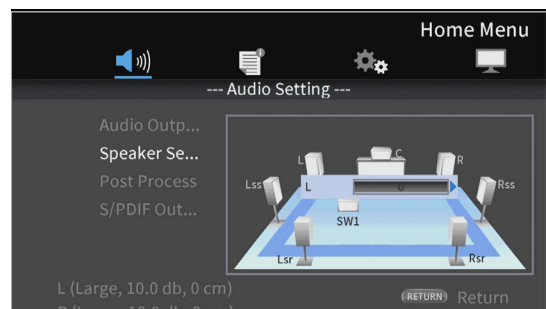 Home Menu
--- Audio Setting ---
Audio Outp...
Speaker Se...
Post Process
S/PDIF Out...
L
C
R
Lss
L
0
Rss
SW1
Lsr
Rsr
L (Large, 10.0 db, 0 cm)
RETURN Return